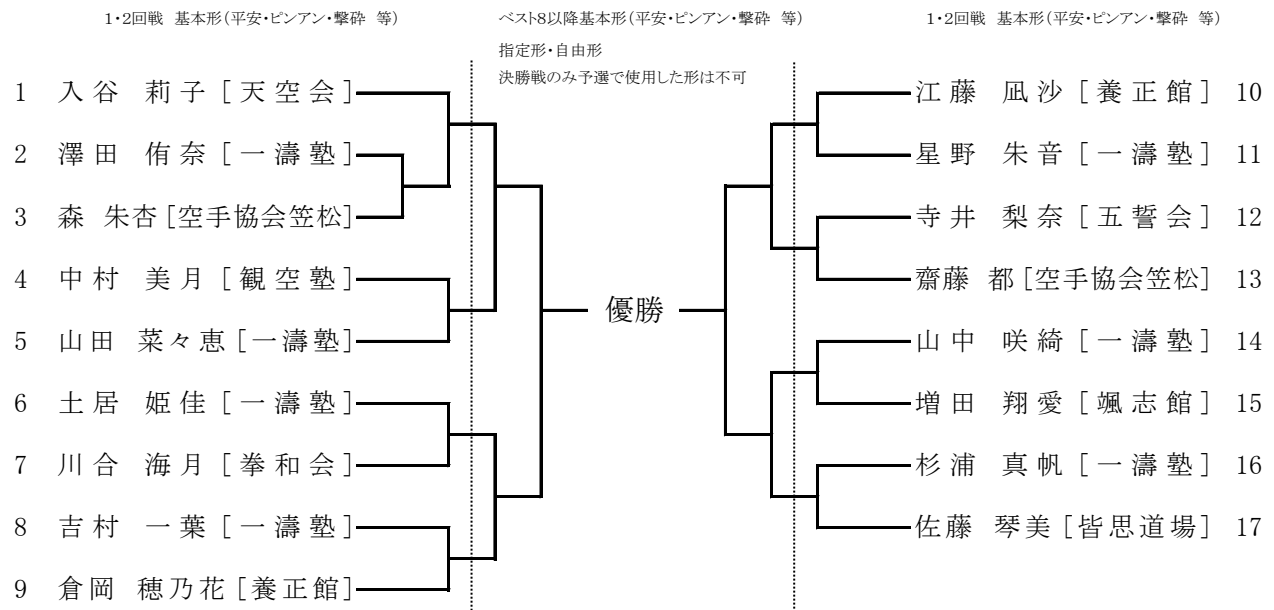 1・2回戦 基本形(平安・ピンアン・撃砕 等)
ベスト8以降基本形(平安・ピンアン・撃砕 等)
指定形・自由形
決勝戦のみ予選で使用した形は不可
1・2回戦 基本形(平安・ピンアン・撃砕 等)
1 入谷 莉子 [天空会]
2 澤田 侑奈 [一濤塾]
3 森 朱杏 [空手協会笠松]
4 中村 美月 [観空塾]
5 山田 菜々恵 [一濤塾]
6 土居 姫佳 [一濤塾]
7 川合 海月 [拳和会]
8 吉村 一葉 [一濤塾]
9 倉岡 穂乃花 [養正館]
優勝
江藤 凪沙 [養正館] 10
星野 朱音 [一濤塾] 11
寺井 梨奈 [五誓会] 12
齋藤 都 [空手協会笠松] 13
山中 咲綺 [一濤塾] 14
増田 翔愛 [颯志館] 15
杉浦 真帆 [一濤塾] 16
佐藤 琴美 [皆思道場] 17